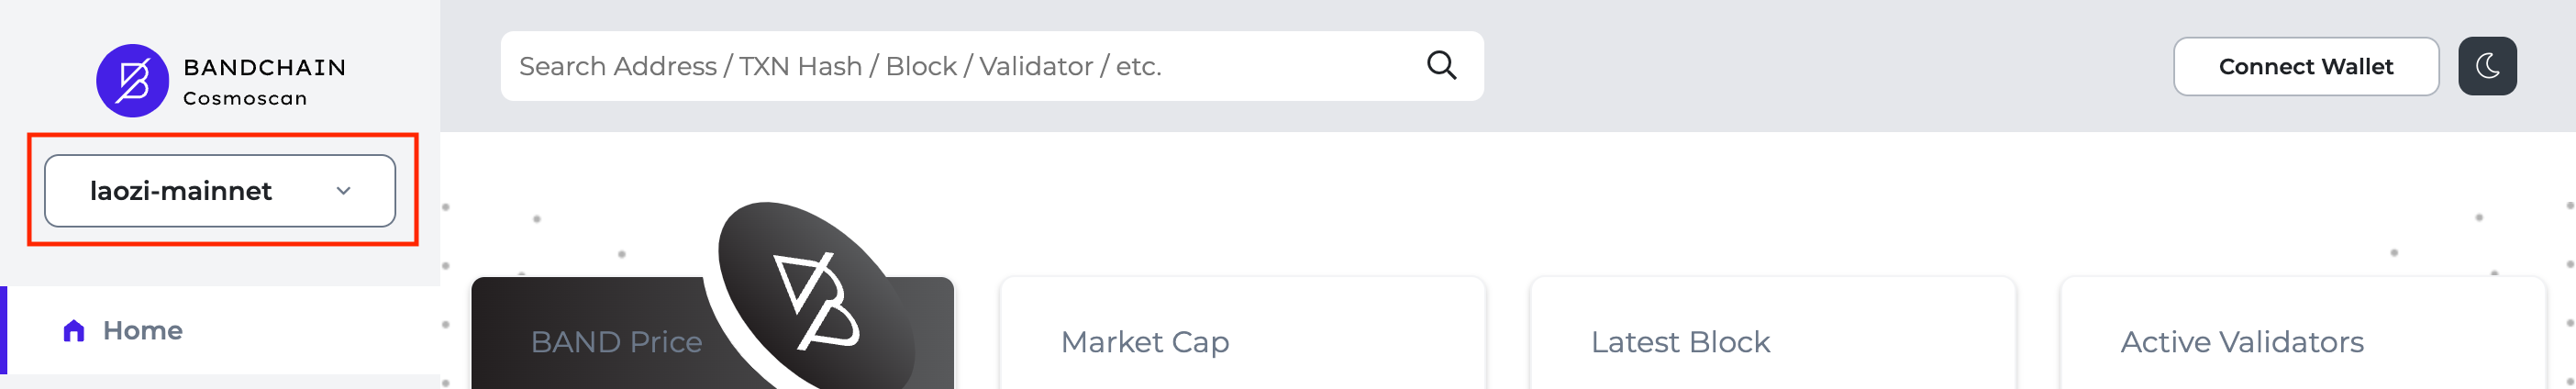 BANDCHAIN
Cosmoscan
laozi-mainnet
Home
Search Address / TXN Hash / Block / Validator / etc.
Connect Wallet
BAND Price
Market Cap
Latest Block
Active Validators